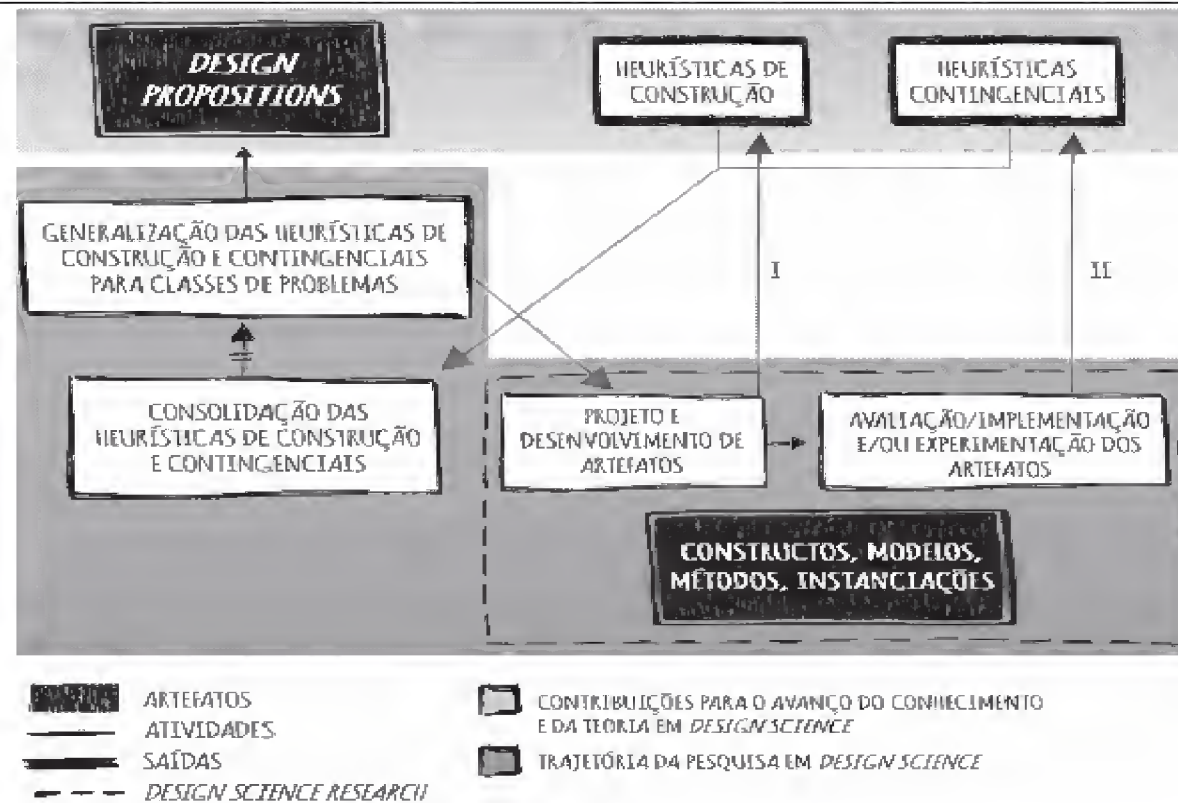 DESIGN
PROPOSITIONS
HEURÍSTICAS DE
CONSTRUÇÃO
HEURÍSTICAS
CONTINGENCIAIS
GENERALIZAÇÃO DAS HEURÍSTICAS DE
CONSTRUÇÃO E CONTINGENCIAIS
PARA CLASSES DE PROBLEMAS
I
II
CONSOLIDAÇÃO DAS
HEURÍSTICAS DE CONSTRUÇÃO
E CONTINGENCIAIS
PROJETO E
DESENVOLVIMENTO DE
ARTEFATOS
AVALIAÇÃO/IMPLEMENTAÇÃO
E/OU EXPERIMENTAÇÃO DOS
ARTEFATOS
CONSTRUCTOS, MODELOS,
MÉTODOS, INSTANCIAÇÕES
ARTEFATOS
ATIVIDADES
SAÍDAS
DESIGN SCIENCE RESEARCH
CONTRIBUIÇÕES PARA O AVANÇO DO CONHECIMENTO
E DA TEORIA EM DESIGN SCIENCE
TRAJETÓRIA DA PESQUISA EM DESIGN SCIENCE